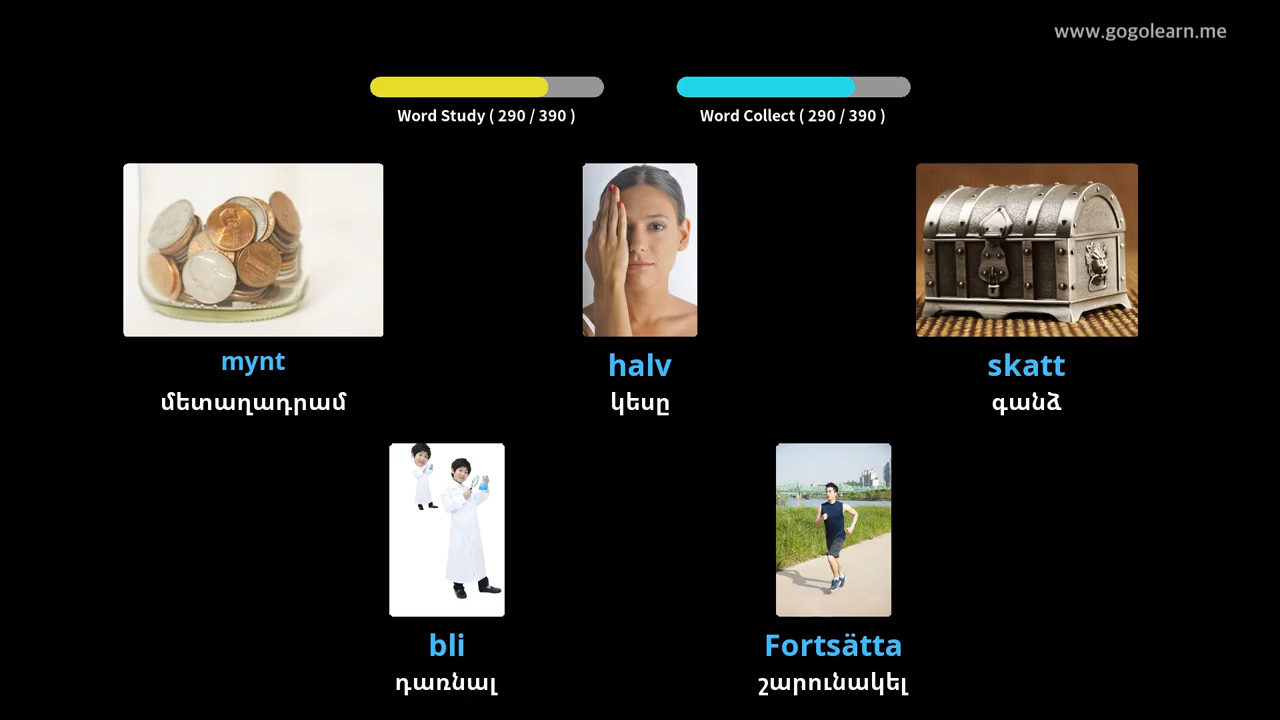 www.gogolearn.me
Word Study ( 290 / 390 )
Word Collect ( 290 / 390 )
mynt
մետաղադրամ
halv
կեսը
skatt
գանձ
bli
դառնալ
Fortsätta
շարունակել